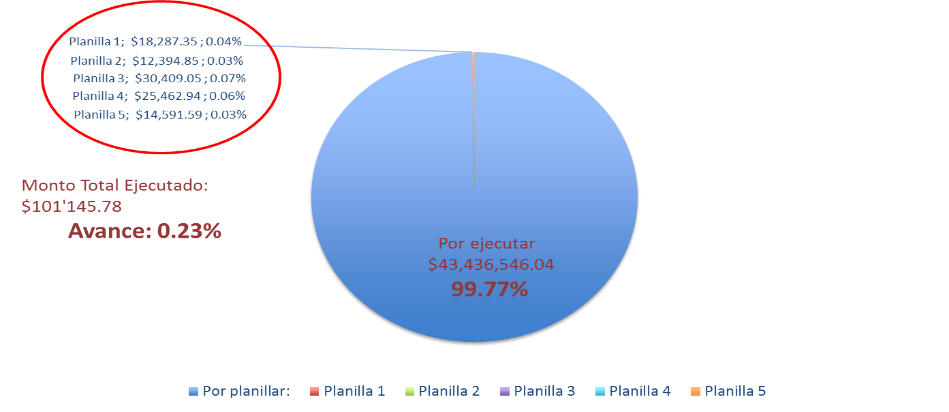 Planilla 1; $18,287.35 ; 0.04%
Planilla 2; $12,394.85 ; 0.03%
Planilla 3; $30,409.05 ; 0.07%
Planilla 4; $25,462.94 ; 0.06%
Planilla 5; $14,591.59 ; 0.03%
Monto Total Ejecutado:
$101'145.78
Avance: 0.23%
Por ejecutar
$43,436,546.04
99.77%
Por planillar: Planilla 1 Planilla 2 Planilla 3 Planilla 4 Planilla 5